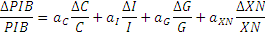 ΔPIB/PIB = a_C ΔC/C + a_I ΔI/I + a_G ΔG/G + a_XN ΔXN/XN